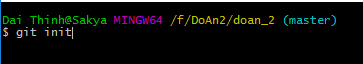 Dai Thinh@Sakya MINGW64 /f/DoAn2/doan_2 (master)
$ git init